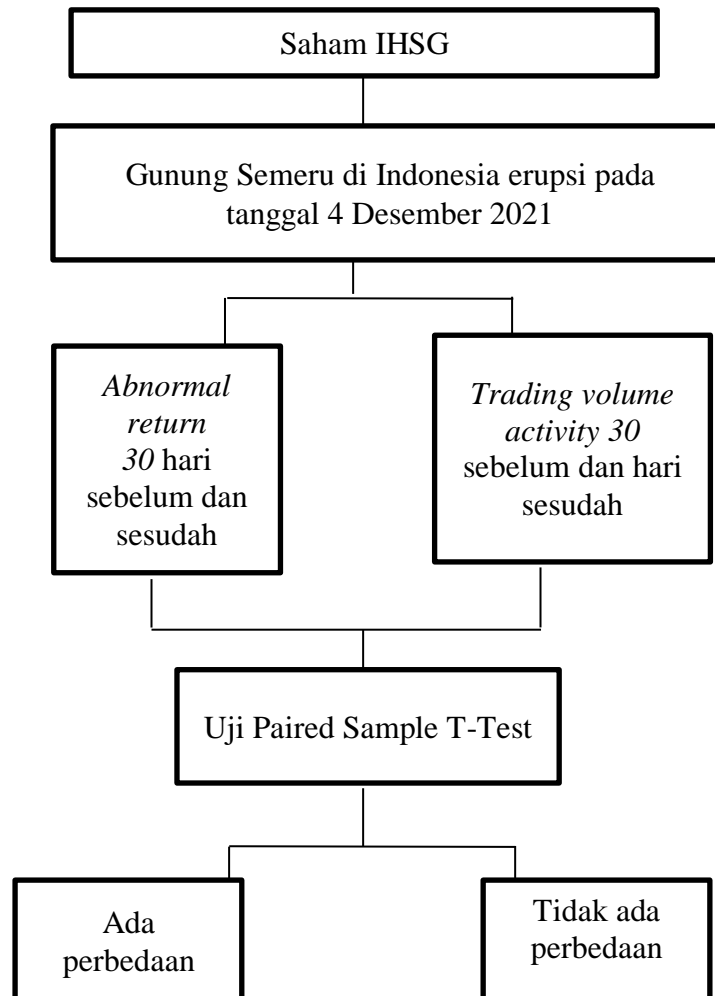 Saham IHSG
Gunung Semeru di Indonesia erupsi pada
tanggal 4 Desember 2021
Abnormal
return
30 hari
sebelum dan
sesudah
Trading volume
activity 30
sebelum dan hari
sesudah
Uji Paired Sample T-Test
Ada
perbedaan
Tidak ada
perbedaan